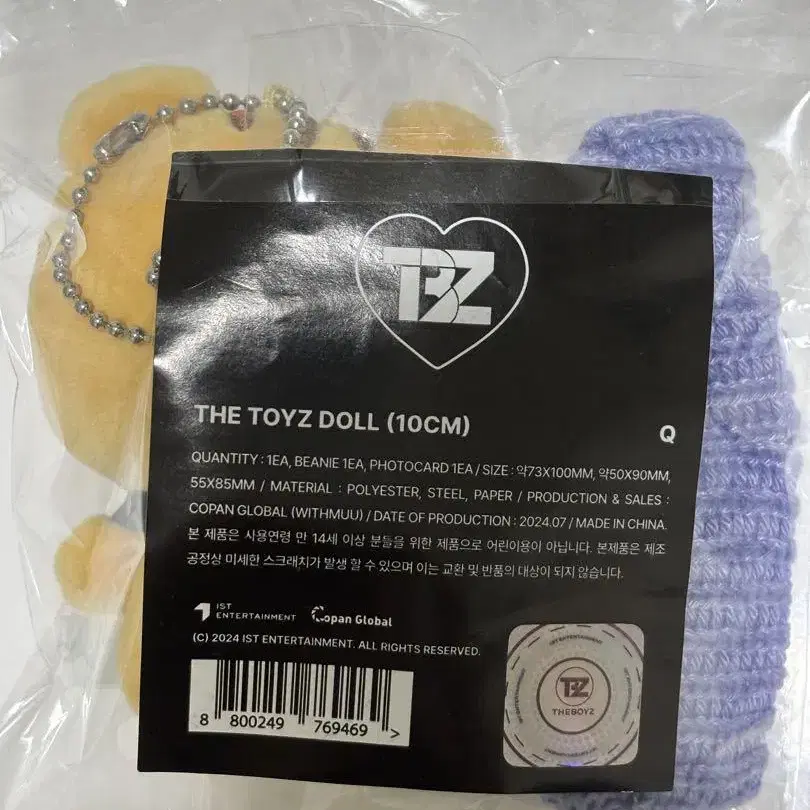 TBZ
THE TOYZ DOLL (10CM)
Q
QUANTITY : 1EA, BEANIE 1EA, PHOTOCARD 1EA / SIZE : 약73X100MM, 약50X90MM,
55X85MM / MATERIAL : POLYESTER, STEEL, PAPER / PRODUCTION & SALES :
COPAN GLOBAL (WITHMUU) / DATE OF PRODUCTION : 2024.07 / MADE IN CHINA.
본 제품은 사용연령 만 14세 이상 분들을 위한 제품으로 어린이용이 아닙니다. 본제품은 제조
공정상 미세한 스크래치가 발생 할 수 있으며 이는 교환 및 반품의 대상이 되지 않습니다.
IST
ENTERTAINMENT
Copan Global
(C) 2024 IST ENTERTAINMENT. ALL RIGHTS RESERVED.
8 800249 769469 >
IST ENTERTAINMENT
TBZ
THEBOYZ